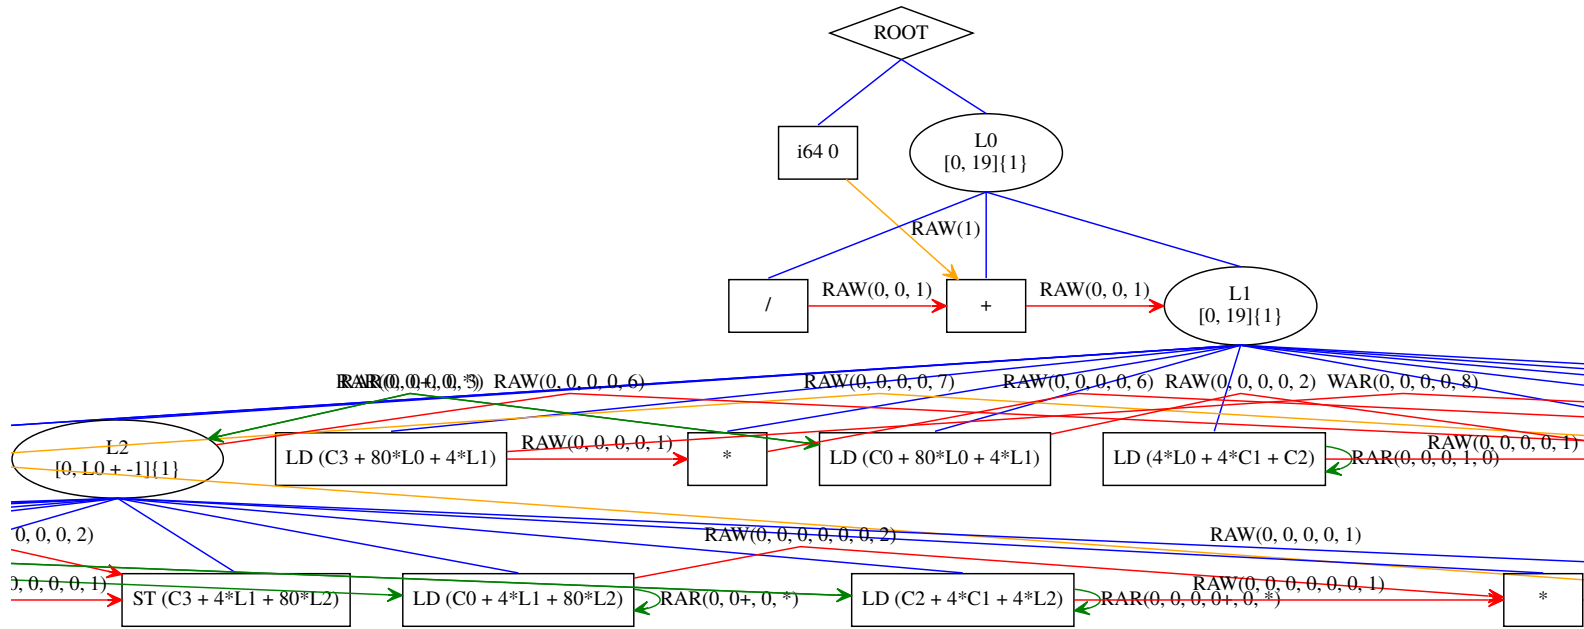 ROOT
i64 0
L0
[0, 19]{1}
RAW(1)
/
RAW(0, 0, 1)
+
RAW(0, 0, 1)
L1
[0, 19]{1}
RAW(0, 0, 0, 0, 6)
RAW(0, 0, 0, 0, 7)
RAW(0, 0, 0, 0, 6)
RAW(0, 0, 0, 0, 2)
WAR(0, 0, 0, 0, 8)
L2
[0, L0 + -1]{1}
LD (C3 + 80*L0 + 4*L1)
RAW(0, 0, 0, 0, 1)
*
LD (C0 + 80*L0 + 4*L1)
LD (4*L0 + 4*C1 + C2)
RAR(0, 0, 0, 1, 0)
RAW(0, 0, 0, 0, 1)
0, 0, 0, 2)
RAW(0, 0, 0, 0, 0, 0, 2)
RAW(0, 0, 0, 0, 1)
0, 0, 0, 0, 1)
ST (C3 + 4*L1 + 80*L2)
LD (C0 + 4*L1 + 80*L2)
RAR(0, 0+, 0, *)
LD (C2 + 4*C1 + 4*L2)
RAR(0, 0, 0, 0+, 0, *)
RAW(0, 0, 0, 0, 0, 0, 1)
*